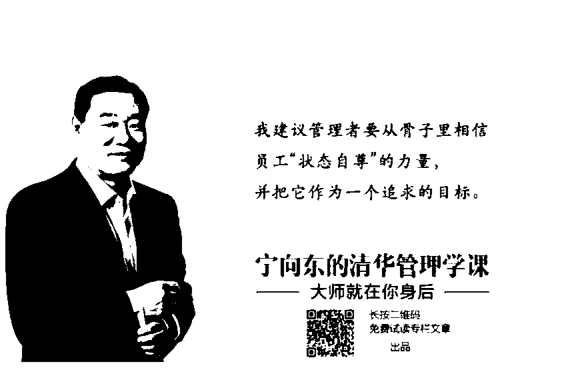 我建议管理者要从骨子里相信
员工“状态自尊”的力量，
并把它作为一个追求的目标。
宁向东的清华管理学课
大师就在你身后
长按二维码
免费试读专栏文章
出品